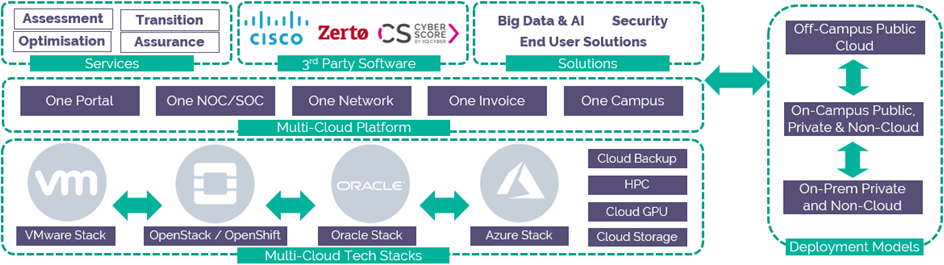 Assessment
Transition
Optimisation
Assurance
Services
CISCO
Zertø
CS CYBER
SCORE
BY XQ CYBER
3rd Party Software
Big Data & AI
Security
End User Solutions
Solutions
One Portal
One NOC/SOC
One Network
One Invoice
One Campus
Multi-Cloud Platform
vm
ORACLE
VMware Stack
OpenStack / OpenShift
Oracle Stack
Azure Stack
Cloud Backup
HPC
Cloud GPU
Cloud Storage
Multi-Cloud Tech Stacks
Off-Campus Public
Cloud
On-Campus Public,
Private & Non-Cloud
On-Prem Private
and Non-Cloud
Deployment Models